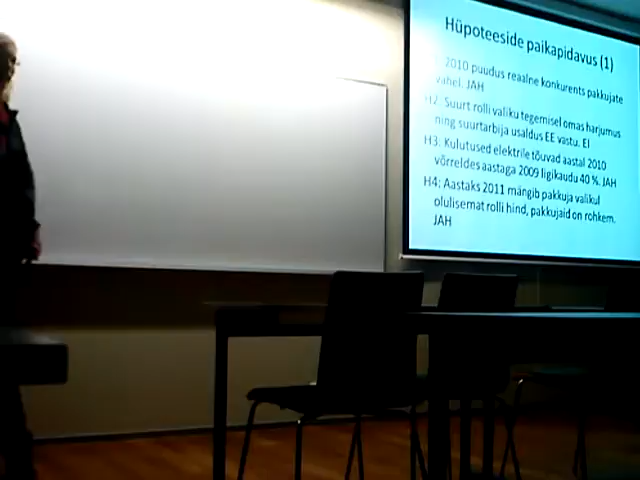 Hüpoteeside paikapidavus (1)
2010 puudus reaalne konkurents pakkujate
vahel. JAH
H2. Suurt rolli valiku tegemisel omas harjumus
ning suurtarbija usaldus EE vastu. EI
H3. Kulutused elektrile tõuvad aastal 2010
võrreldes aastaga 2009 ligikaudu 40 %. JAH
H4: Aastaks 2011 mängib pakkuja valikul
olulisemat rolli hind, pakkujaid on rohkem.
JAH